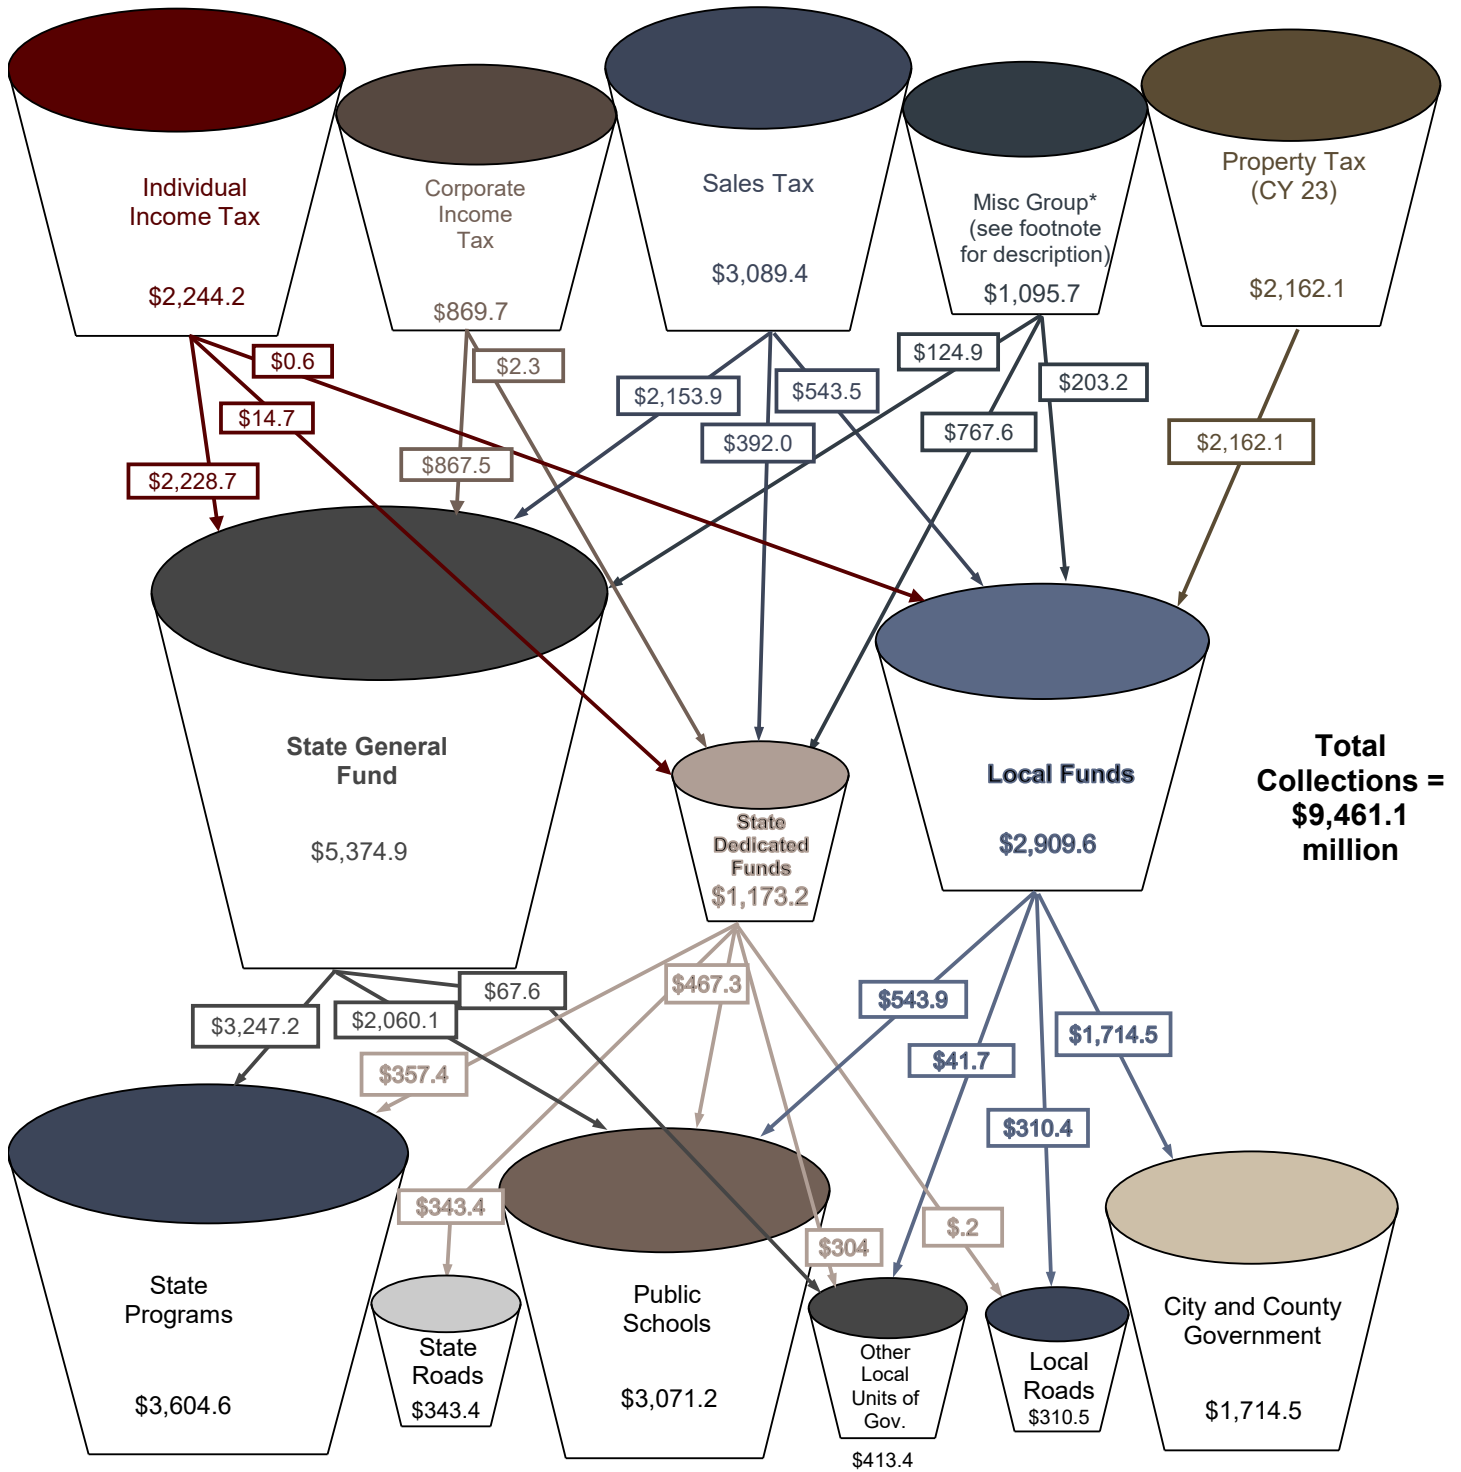 Individual
Income Tax
$2,244.2
Corporate
Income
Tax
$869.7
Sales Tax
$3,089.4
Misc Group*
(see footnote
for description)
$1,095.7
Property Tax
(CY 23)
$2,162.1
$0.6
$14.7
$2,228.7
$2.3
$867.5
$2,153.9
$392.0
$543.5
$124.9
$767.6
$203.2
$2,162.1
State General
Fund
$5,374.9
State
Dedicated
Funds
$1,173.2
Local Funds
$2,909.6
Total
Collections =
$9,461.1
million
$67.6
$3,247.2
$2,060.1
$357.4
$467.3
$343.4
$304
$.2
$543.9
$41.7
$310.4
$1,714.5
State
Programs
$3,604.6
State
Roads
$343.4
Public
Schools
$3,071.2
Other
Local
Units of
Gov.
$413.4
Local
Roads
$310.5
City and County
Government
$1,714.5